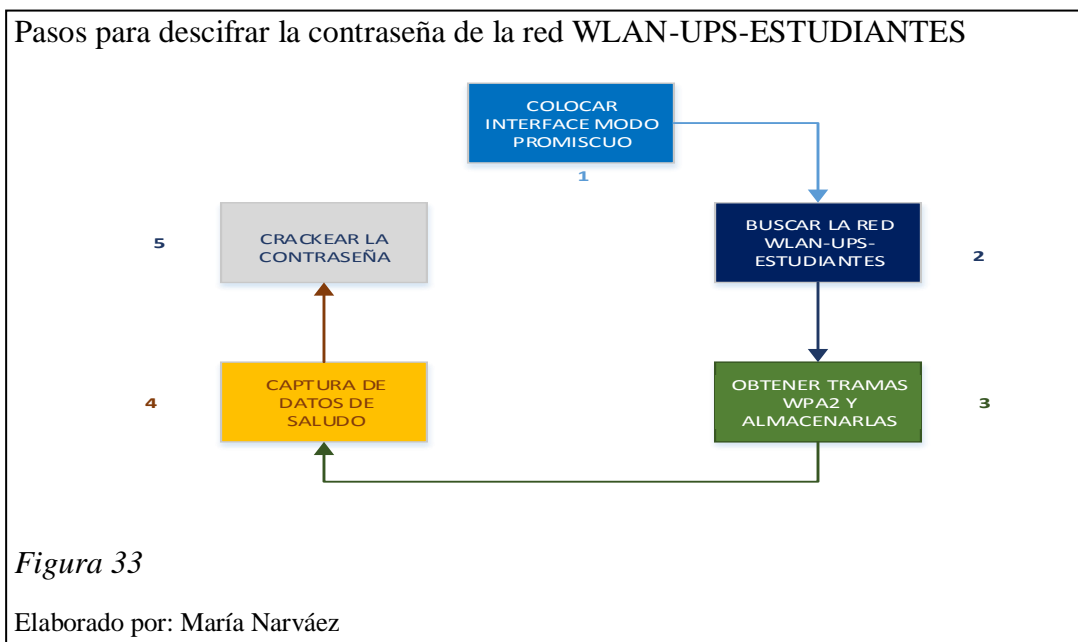 Pasos para descifrar la contraseña de la red WLAN-UPS-ESTUDIANTES
COLOCAR
INTERFACE MODO
PROMISCUO
1
BUSCAR LA RED
WLAN-UPS-
ESTUDIANTES
2
OBTENER TRAMAS
WPA2 Y
ALMACENARLAS
3
CAPTURA DE
DATOS DE
SALUDO
4
CRACKEAR LA
CONTRASEÑA
5
Figura 33
Elaborado por: María Narváez